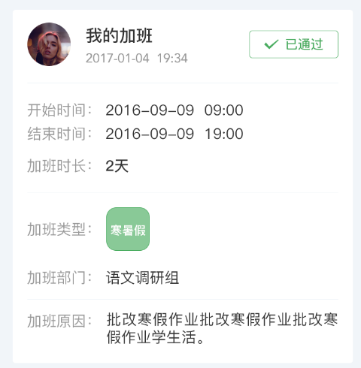 我的加班
2017-01-04 19:34
已通过
开始时间： 2016-09-09 09:00
结束时间： 2016-09-09 19:00
加班时长： 2天
加班类型： 寒暑假
加班部门： 语文调研组
加班原因： 批改寒假作业批改寒假作业批改寒
假作业学生活。